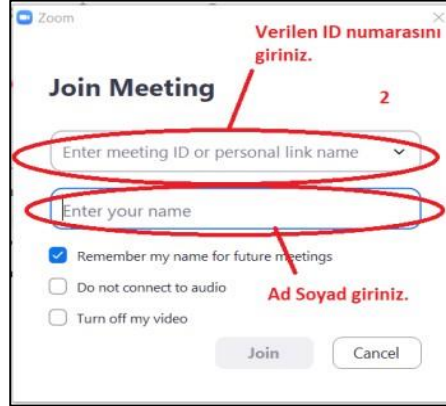 Zoom
Verilen ID numarasını
giriniz.
Join Meeting
2
Enter meeting ID or personal link name
Enter your name
Remember my name for future meetings
Do not connect to audio
Ad Soyad giriniz.
Turn off my video
Join
Cancel